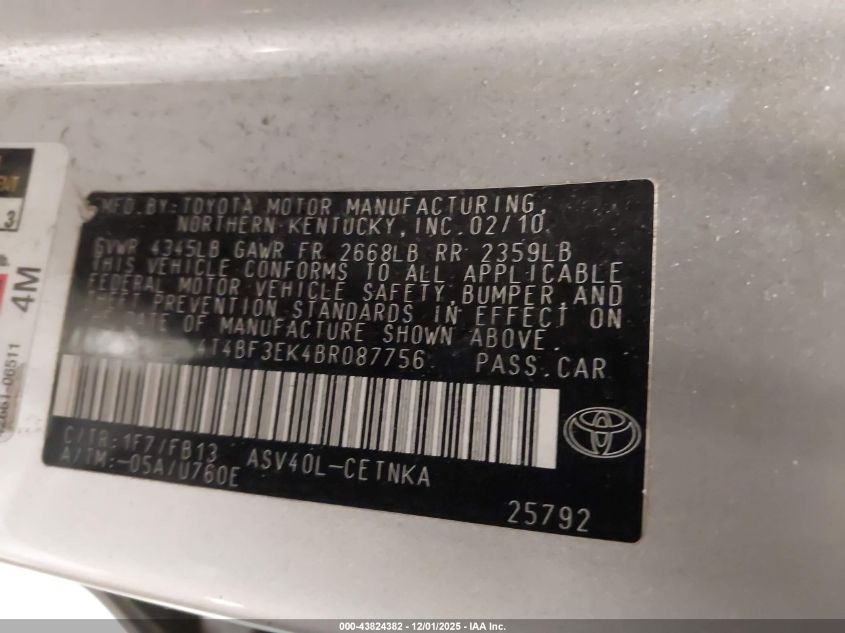 MFD. BY: TOYOTA MOTOR MANUFACTURING,
NORTHERN KENTUCKY, INC. 02/10
GVWR 4345LB GAWR FR 2668LB RR 2359LB
THIS VEHICLE CONFORMS TO ALL APPLICABLE
FEDERAL MOTOR VEHICLE SAFETY, BUMPER, AND
THEFT PREVENTION STANDARDS IN EFFECT ON
THE DATE OF MANUFACTURE SHOWN ABOVE.
4T4BF3EK4BR087756 PASS. CAR
C/TR: 1F7/FB13 ASV40L-CETNKA
A/TM: -05A/U760E
25792
4M
000-43824382 • 12/01/2025 - IAA Inc.